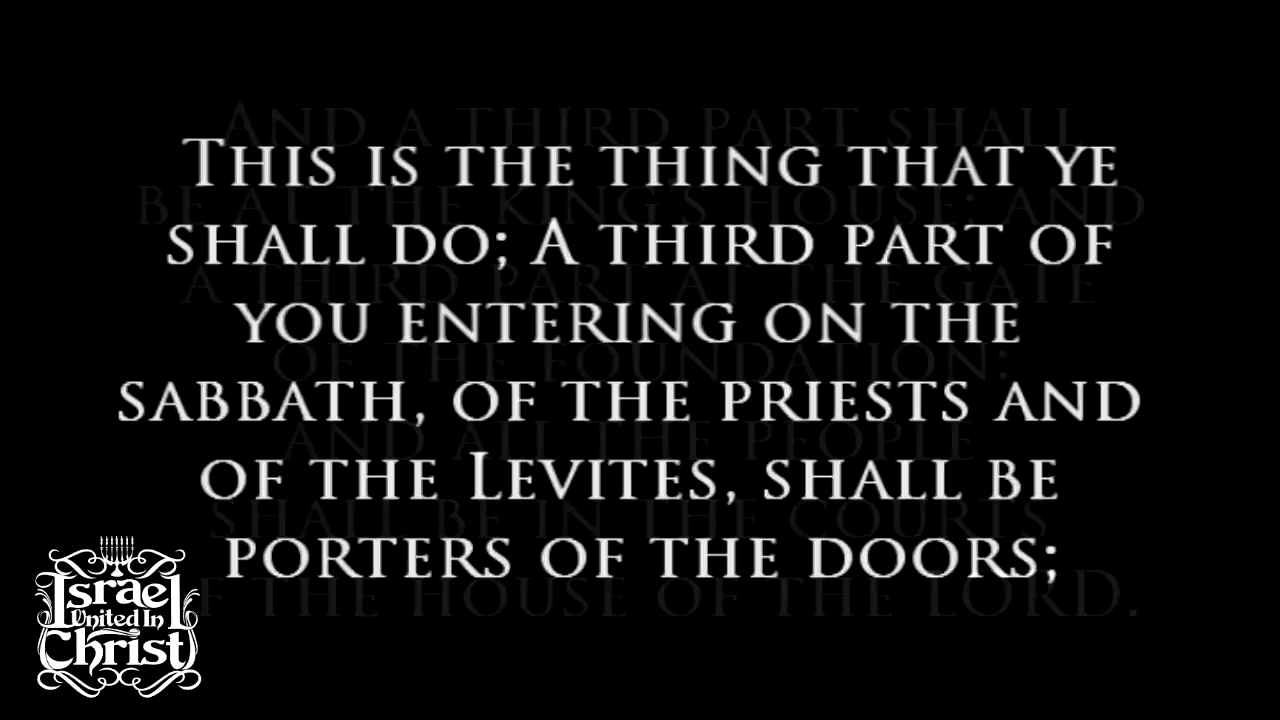 This is the thing that ye
shall do; A third part of
you entering on the
sabbath, of the priests and
of the Levites, shall be
porters of the doors;
And a third part shall
be at the king's house; and
a third part at the gate
of the foundation:
and all the people
shall be in the courts
of the house of the LORD.
Israel
United In
Christ